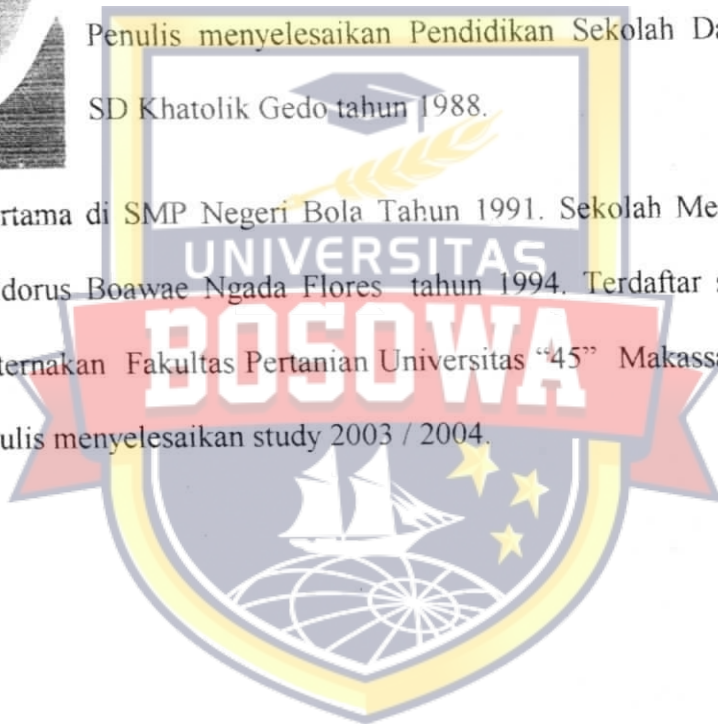 Penulis menyelesaikan Pendidikan Sekolah Da
SD Khatolik Gedo tahun 1988.
rtama di SMP Negeri Bola Tahun 1991. Sekolah Me
UNIVERSITAS
dorus Boawae Ngada Flores tahun 1994. Terdaftar s
BOSOWA
ternakan Fakultas Pertanian Universitas “45” Makassa
ulis menyelesaikan study 2003 / 2004.